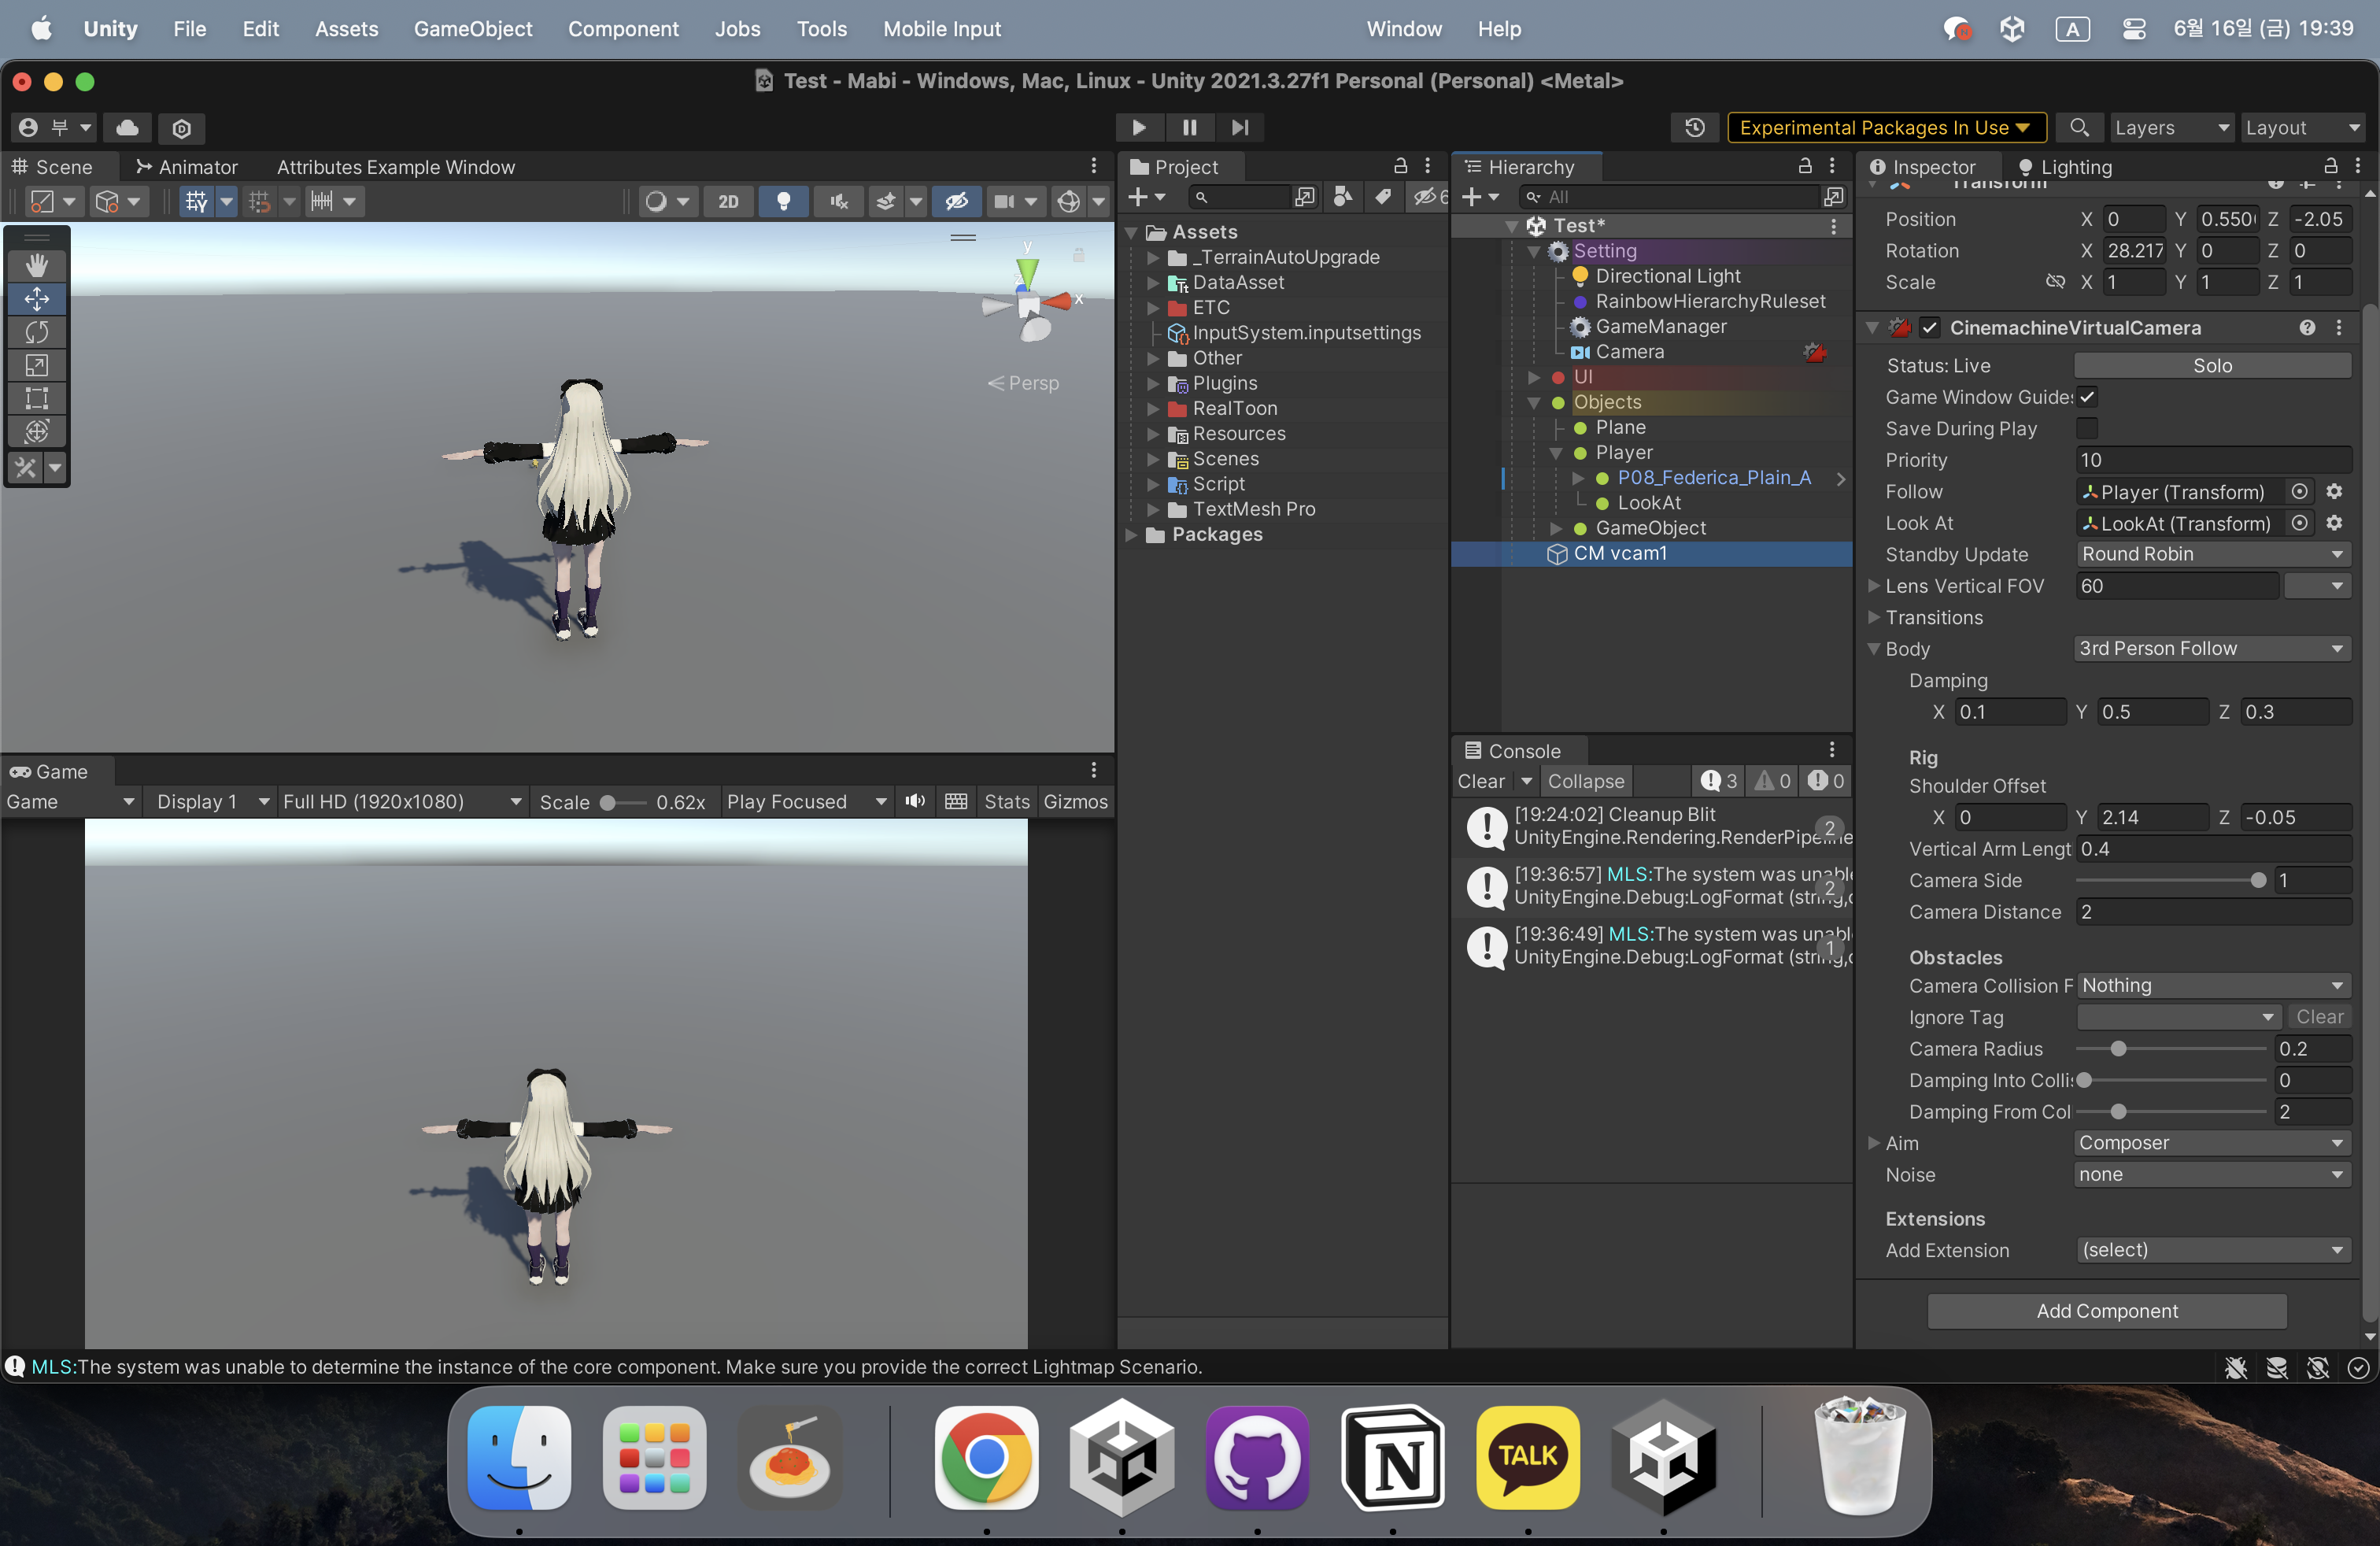 Unity File Edit Assets GameObject Component Jobs Tools Mobile Input Window Help A 6월 16일 (금) 19:39
Test - Mabi - Windows, Mac, Linux - Unity 2021.3.27f1 Personal (Personal) <Metal>
부 Experimental Packages In Use Layers Layout
Scene Animator Attributes Example Window
2D
y
x
z
Persp
Game
Game Display 1 Full HD (1920x1080) Scale 0.62x Play Focused Stats Gizmos
Project
6
Assets
_TerrainAutoUpgrade
DataAsset
ETC
InputSystem.inputsettings
Other
Plugins
RealToon
Resources
Scenes
Script
TextMesh Pro
Packages
Hierarchy
All
Test*
Setting
Directional Light
RainbowHierarchyRuleset
GameManager
Camera
UI
Objects
Plane
Player
P08_Federica_Plain_A
LookAt
GameObject
CM vcam1
Console
Clear Collapse 3 0 0
[19:24:02] Cleanup Blit
UnityEngine.Rendering.RenderPipeline 2
[19:36:57] MLS:The system was unabl
UnityEngine.Debug:LogFormat (string,o 2
[19:36:49] MLS:The system was unabl
UnityEngine.Debug:LogFormat (string,o 1
Inspector Lighting
Transform
Position X 0 Y 0.550 Z -2.05
Rotation X 28.217 Y 0 Z 0
Scale X 1 Y 1 Z 1
CinemachineVirtualCamera
Status: Live Solo
Game Window Guides
Save During Play
Priority 10
Follow Player (Transform)
Look At LookAt (Transform)
Standby Update Round Robin
Lens Vertical FOV 60
Transitions
Body 3rd Person Follow
Damping
X 0.1 Y 0.5 Z 0.3
Rig
Shoulder Offset
X 0 Y 2.14 Z -0.05
Vertical Arm Lengt 0.4
Camera Side 1
Camera Distance 2
Obstacles
Camera Collision F Nothing
Ignore Tag Clear
Camera Radius 0.2
Damping Into Collis 0
Damping From Col 2
Aim Composer
Noise none
Extensions
Add Extension (select)
Add Component
MLS:The system was unable to determine the instance of the core component. Make sure you provide the correct Lightmap Scenario.
N
TALK